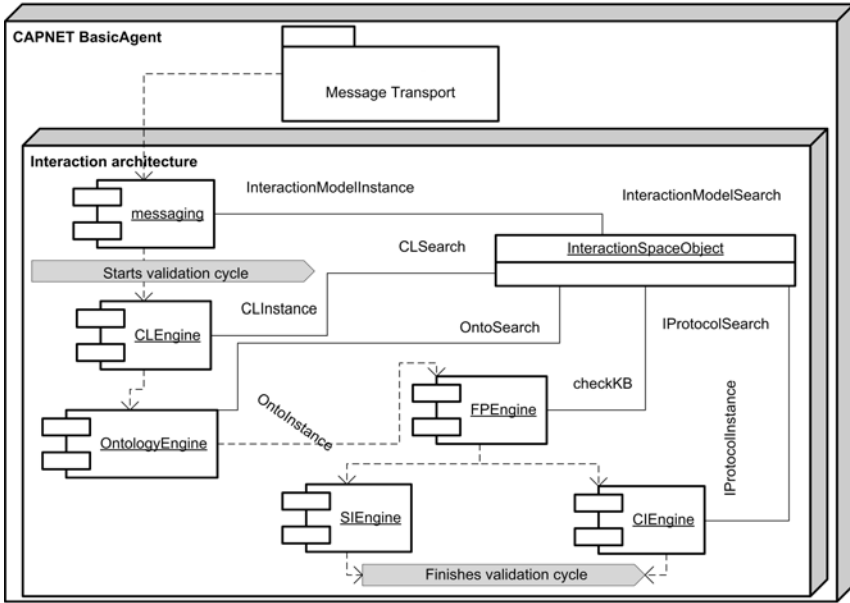 CAPNET BasicAgent
Message Transport
Interaction architecture
InteractionModelInstance
InteractionModelSearch
messaging
CLSearch
InteractionSpaceObject
Starts validation cycle
CLInstance
OntoSearch
IProtocolSearch
CLEngine
checkKB
OntoInstance
FPEngine
IProtocolInstance
OntologyEngine
SIEngine
CIEngine
Finishes validation cycle